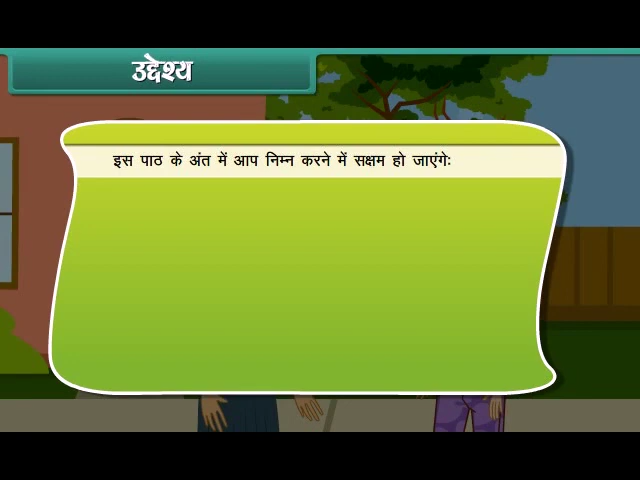 उद्देश्य
इस पाठ के अंत में आप निम्न करने में सक्षम हो जाएंगेः